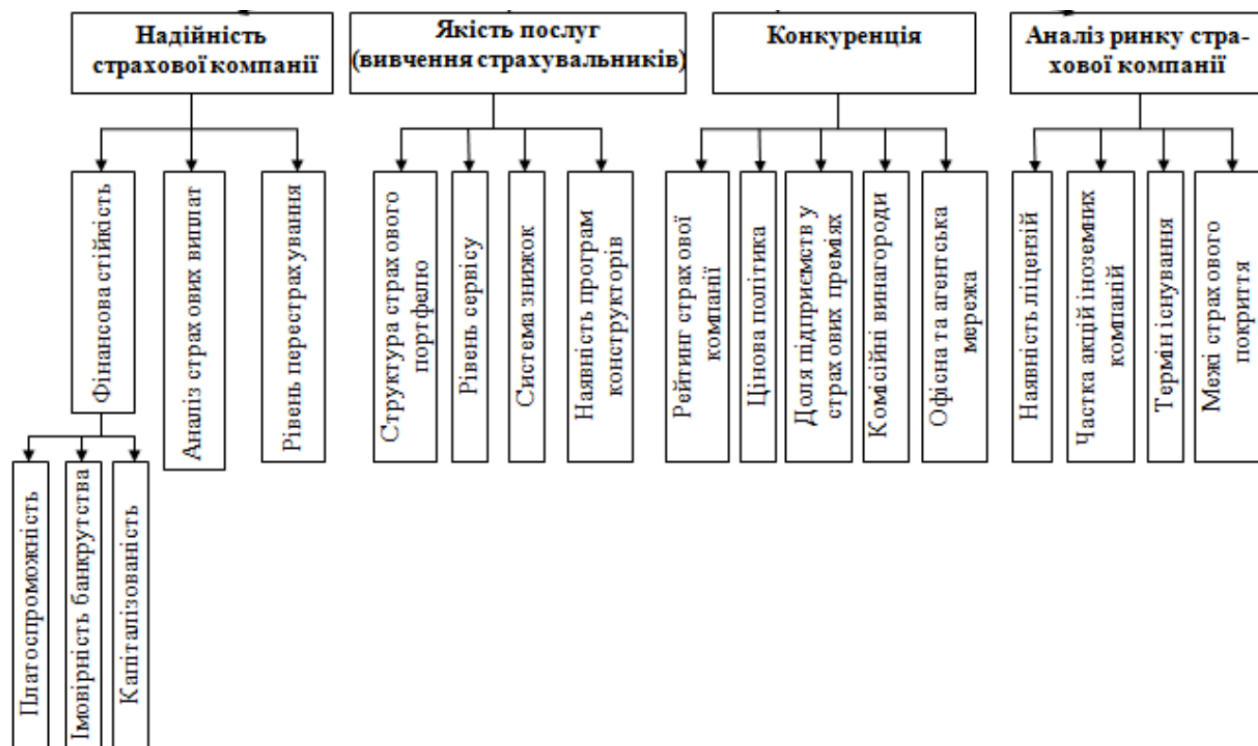 Надійність
страхової компанії
Якість послуг
(вивчення страхувальників)
Конкуренція
Аналіз ринку стра-
хової компанії
Фінансова стійкість
Аналіз страхових виплат
Рівень перестрахування
Структура страхового
портфелю
Рівень сервісу
Система знижок
Наявність програм
конструкторів
Рейтинг страхової
компанії
Цінова політика
Доля підприємств у
страхових преміях
Комісійні винагороди
Офісна та агентська
мережа
Наявність ліцензій
Частка акцій іноземних
компаній
Термін існування
Межі страхового
покриття
Платоспроможність
Імовірність банкрутства
Капіталізованість